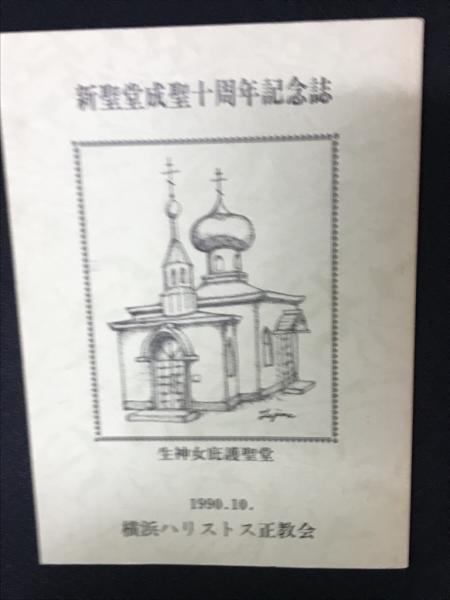 新聖堂成聖十周年記念誌
生神女庇護聖堂
1990.10.
横浜ハリストス正教会